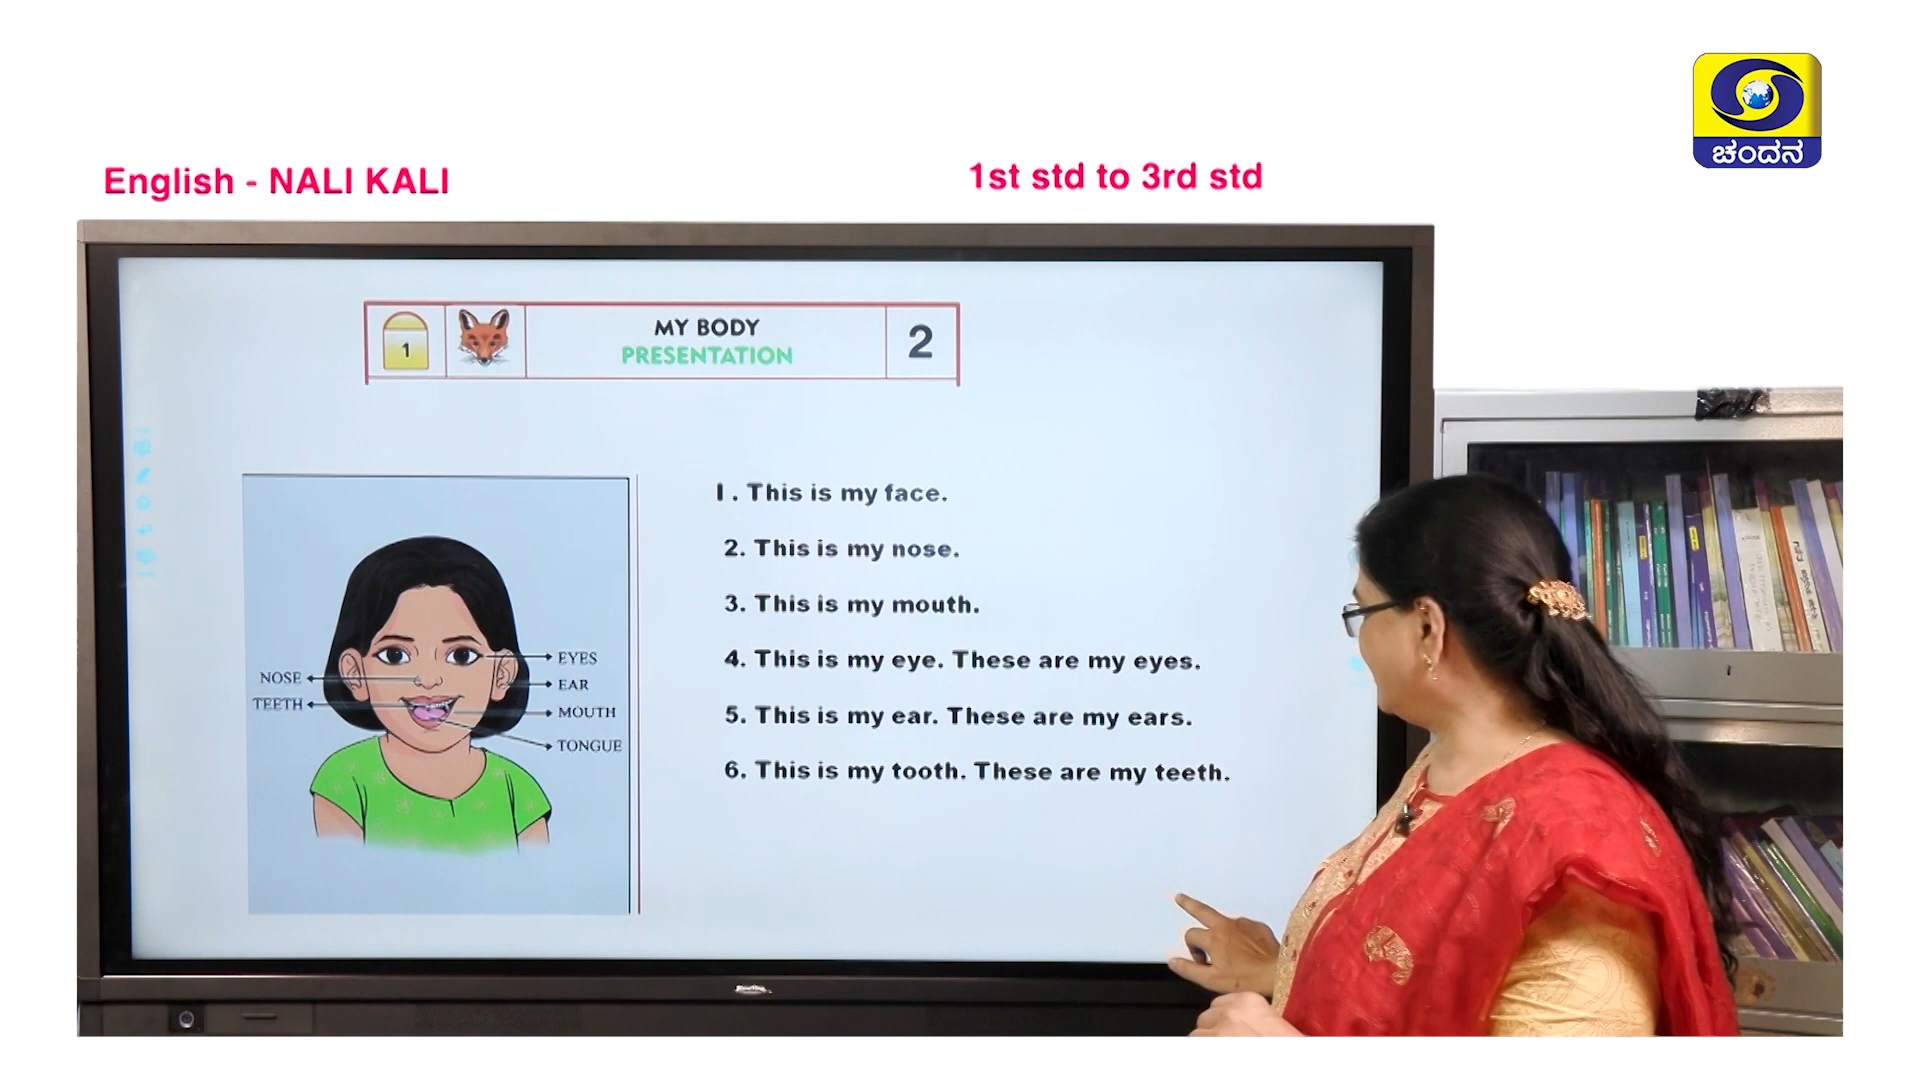 ಚಂದನ
English - NALI KALI
1st std to 3rd std
1
MY BODY
PRESENTATION
2
1 . This is my face.
2. This is my nose.
3. This is my mouth.
4. This is my eye. These are my eyes.
5. This is my ear. These are my ears.
6. This is my tooth. These are my teeth.
NOSE
TEETH
EYES
EAR
MOUTH
TONGUE